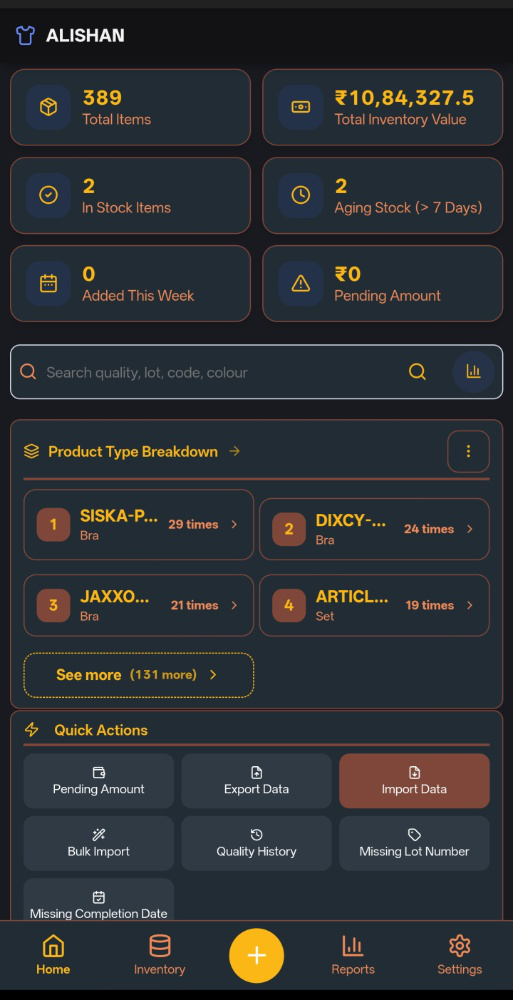 ALISHAN
389
Total Items
₹10,84,327.5
Total Inventory Value
2
In Stock Items
2
Aging Stock (> 7 Days)
0
Added This Week
₹0
Pending Amount
Search quality, lot, code, colour
Product Type Breakdown
1
SISKA-P...
Bra
29 times
2
DIXCY-...
Bra
24 times
3
JAXXO...
Bra
21 times
4
ARTICL...
Set
19 times
See more (131 more)
Quick Actions
Pending Amount
Export Data
Import Data
Bulk Import
Quality History
Missing Lot Number
Missing Completion Date
Home
Inventory
Reports
Settings